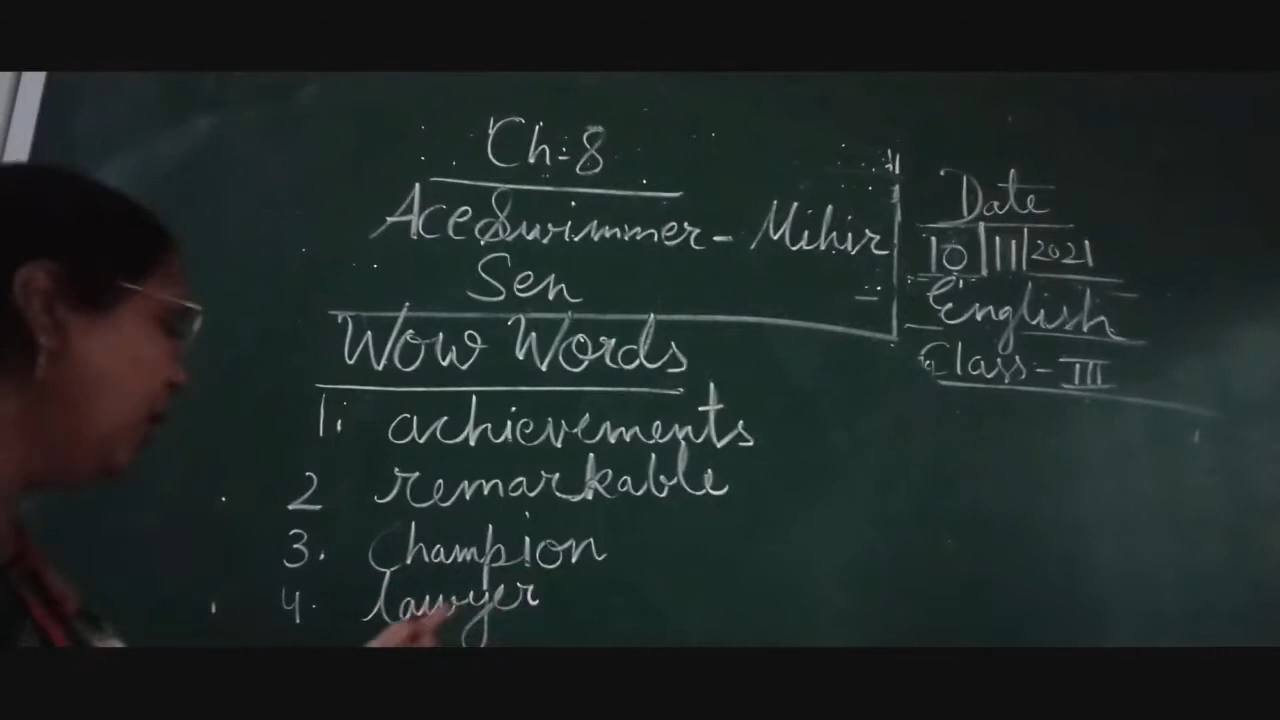 Ch-8
Ace Swimmer - Mihir
Sen
Wow Words
1. achievements
2 remarkable
3. Champion
4. lawyer
Date
10|11|2021
English
Class - III